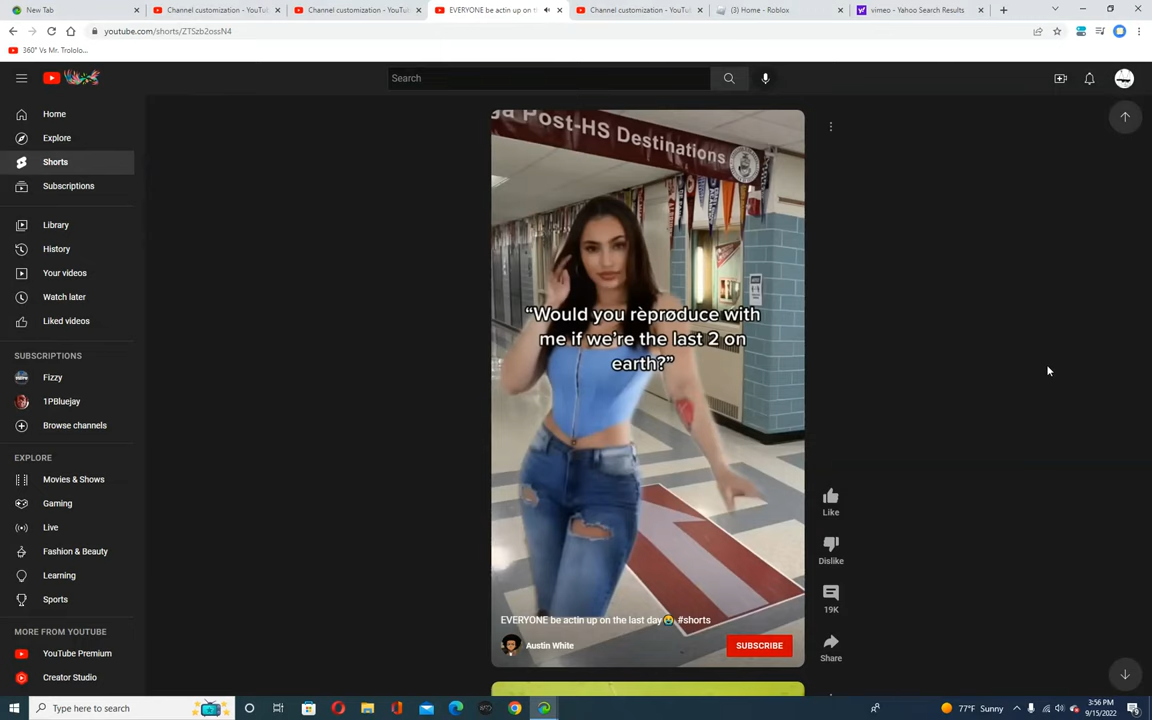 New Tab
Channel customization - YouTu
Channel customization - YouTu
EVERYONE be actin up on t
Channel customization - YouTu
(3) Home - Roblox
vimeo - Yahoo Search Results
youtube.com/shorts/ZTSzb2ossN4
360° Vs Mr. Trololo...
Search
Home
Explore
Shorts
Subscriptions
Library
History
Your videos
Watch later
Liked videos
SUBSCRIPTIONS
Fizzy
1PBluejay
Browse channels
EXPLORE
Movies & Shows
Gaming
Live
Fashion & Beauty
Learning
Sports
MORE FROM YOUTUBE
YouTube Premium
Creator Studio
ga Post-HS Destinations
“Would you rèprøduce with
me if we’re the last 2 on
earth?”
EVERYONE be actin up on the last day😭 #shorts
Austin White
SUBSCRIBE
Like
Dislike
19K
Share
Type here to search
77°F Sunny
3:56 PM
9/15/2022